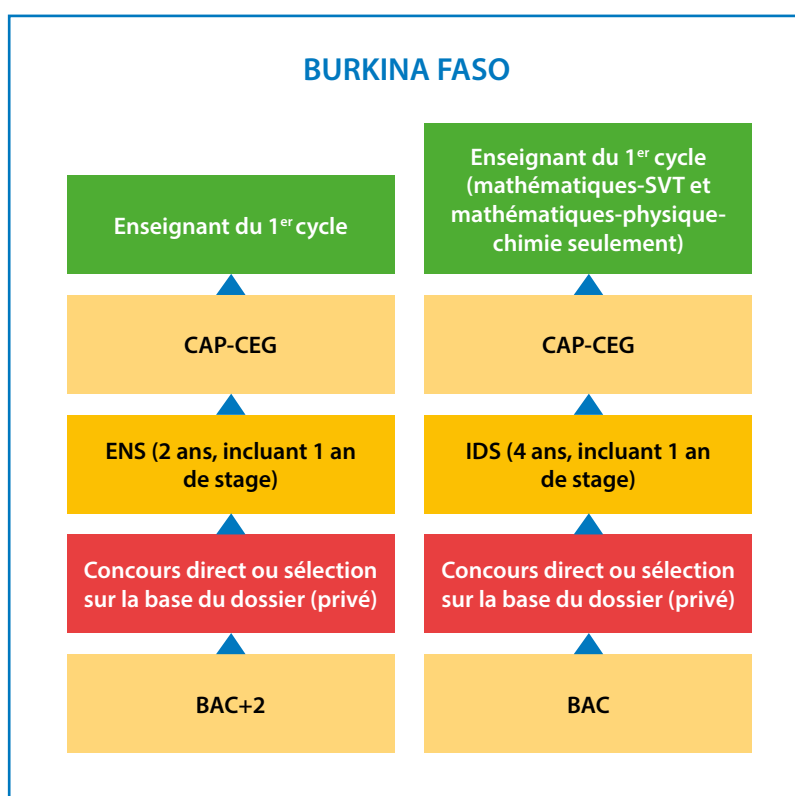 BURKINA FASO
Enseignant du 1er cycle
CAP-CEG
ENS (2 ans, incluant 1 an
de stage)
Concours direct ou sélection
sur la base du dossier (privé)
BAC+2
Enseignant du 1er cycle
(mathématiques-SVT et
mathématiques-physique-
chimie seulement)
CAP-CEG
IDS (4 ans, incluant 1 an
de stage)
Concours direct ou sélection
sur la base du dossier (privé)
BAC